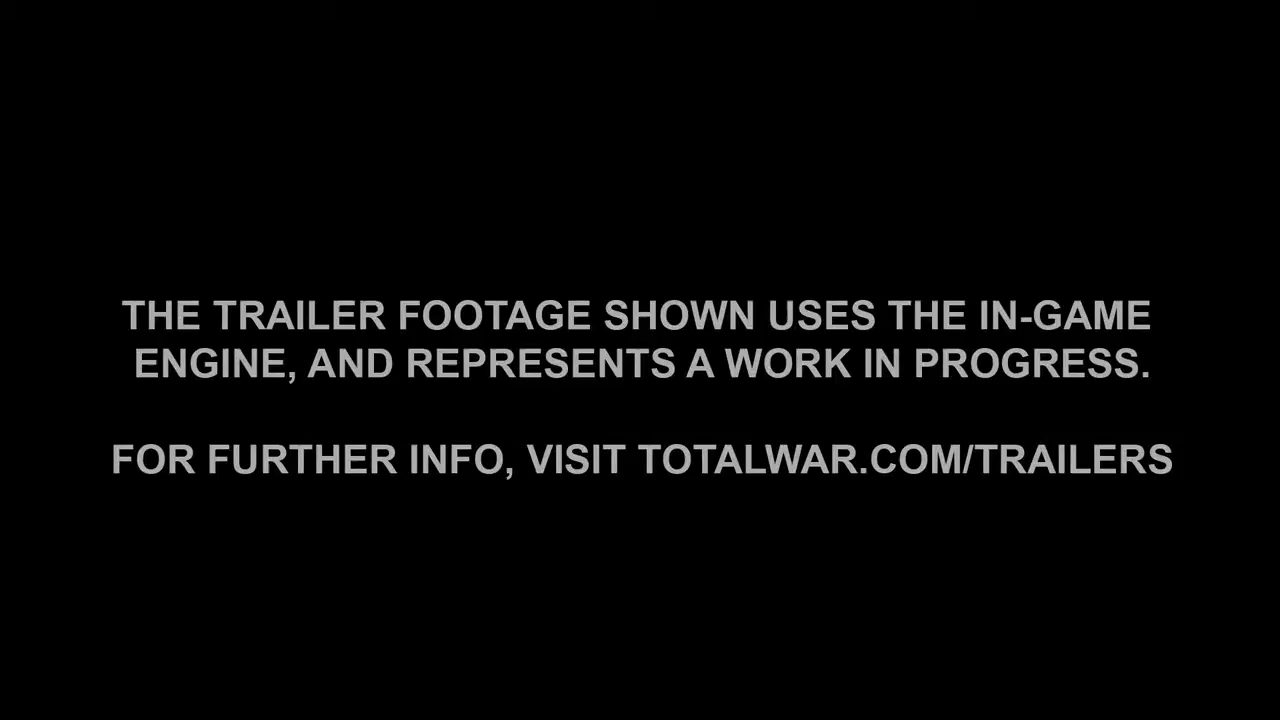 THE TRAILER FOOTAGE SHOWN USES THE IN-GAME
ENGINE, AND REPRESENTS A WORK IN PROGRESS.
FOR FURTHER INFO, VISIT TOTALWAR.COM/TRAILERS